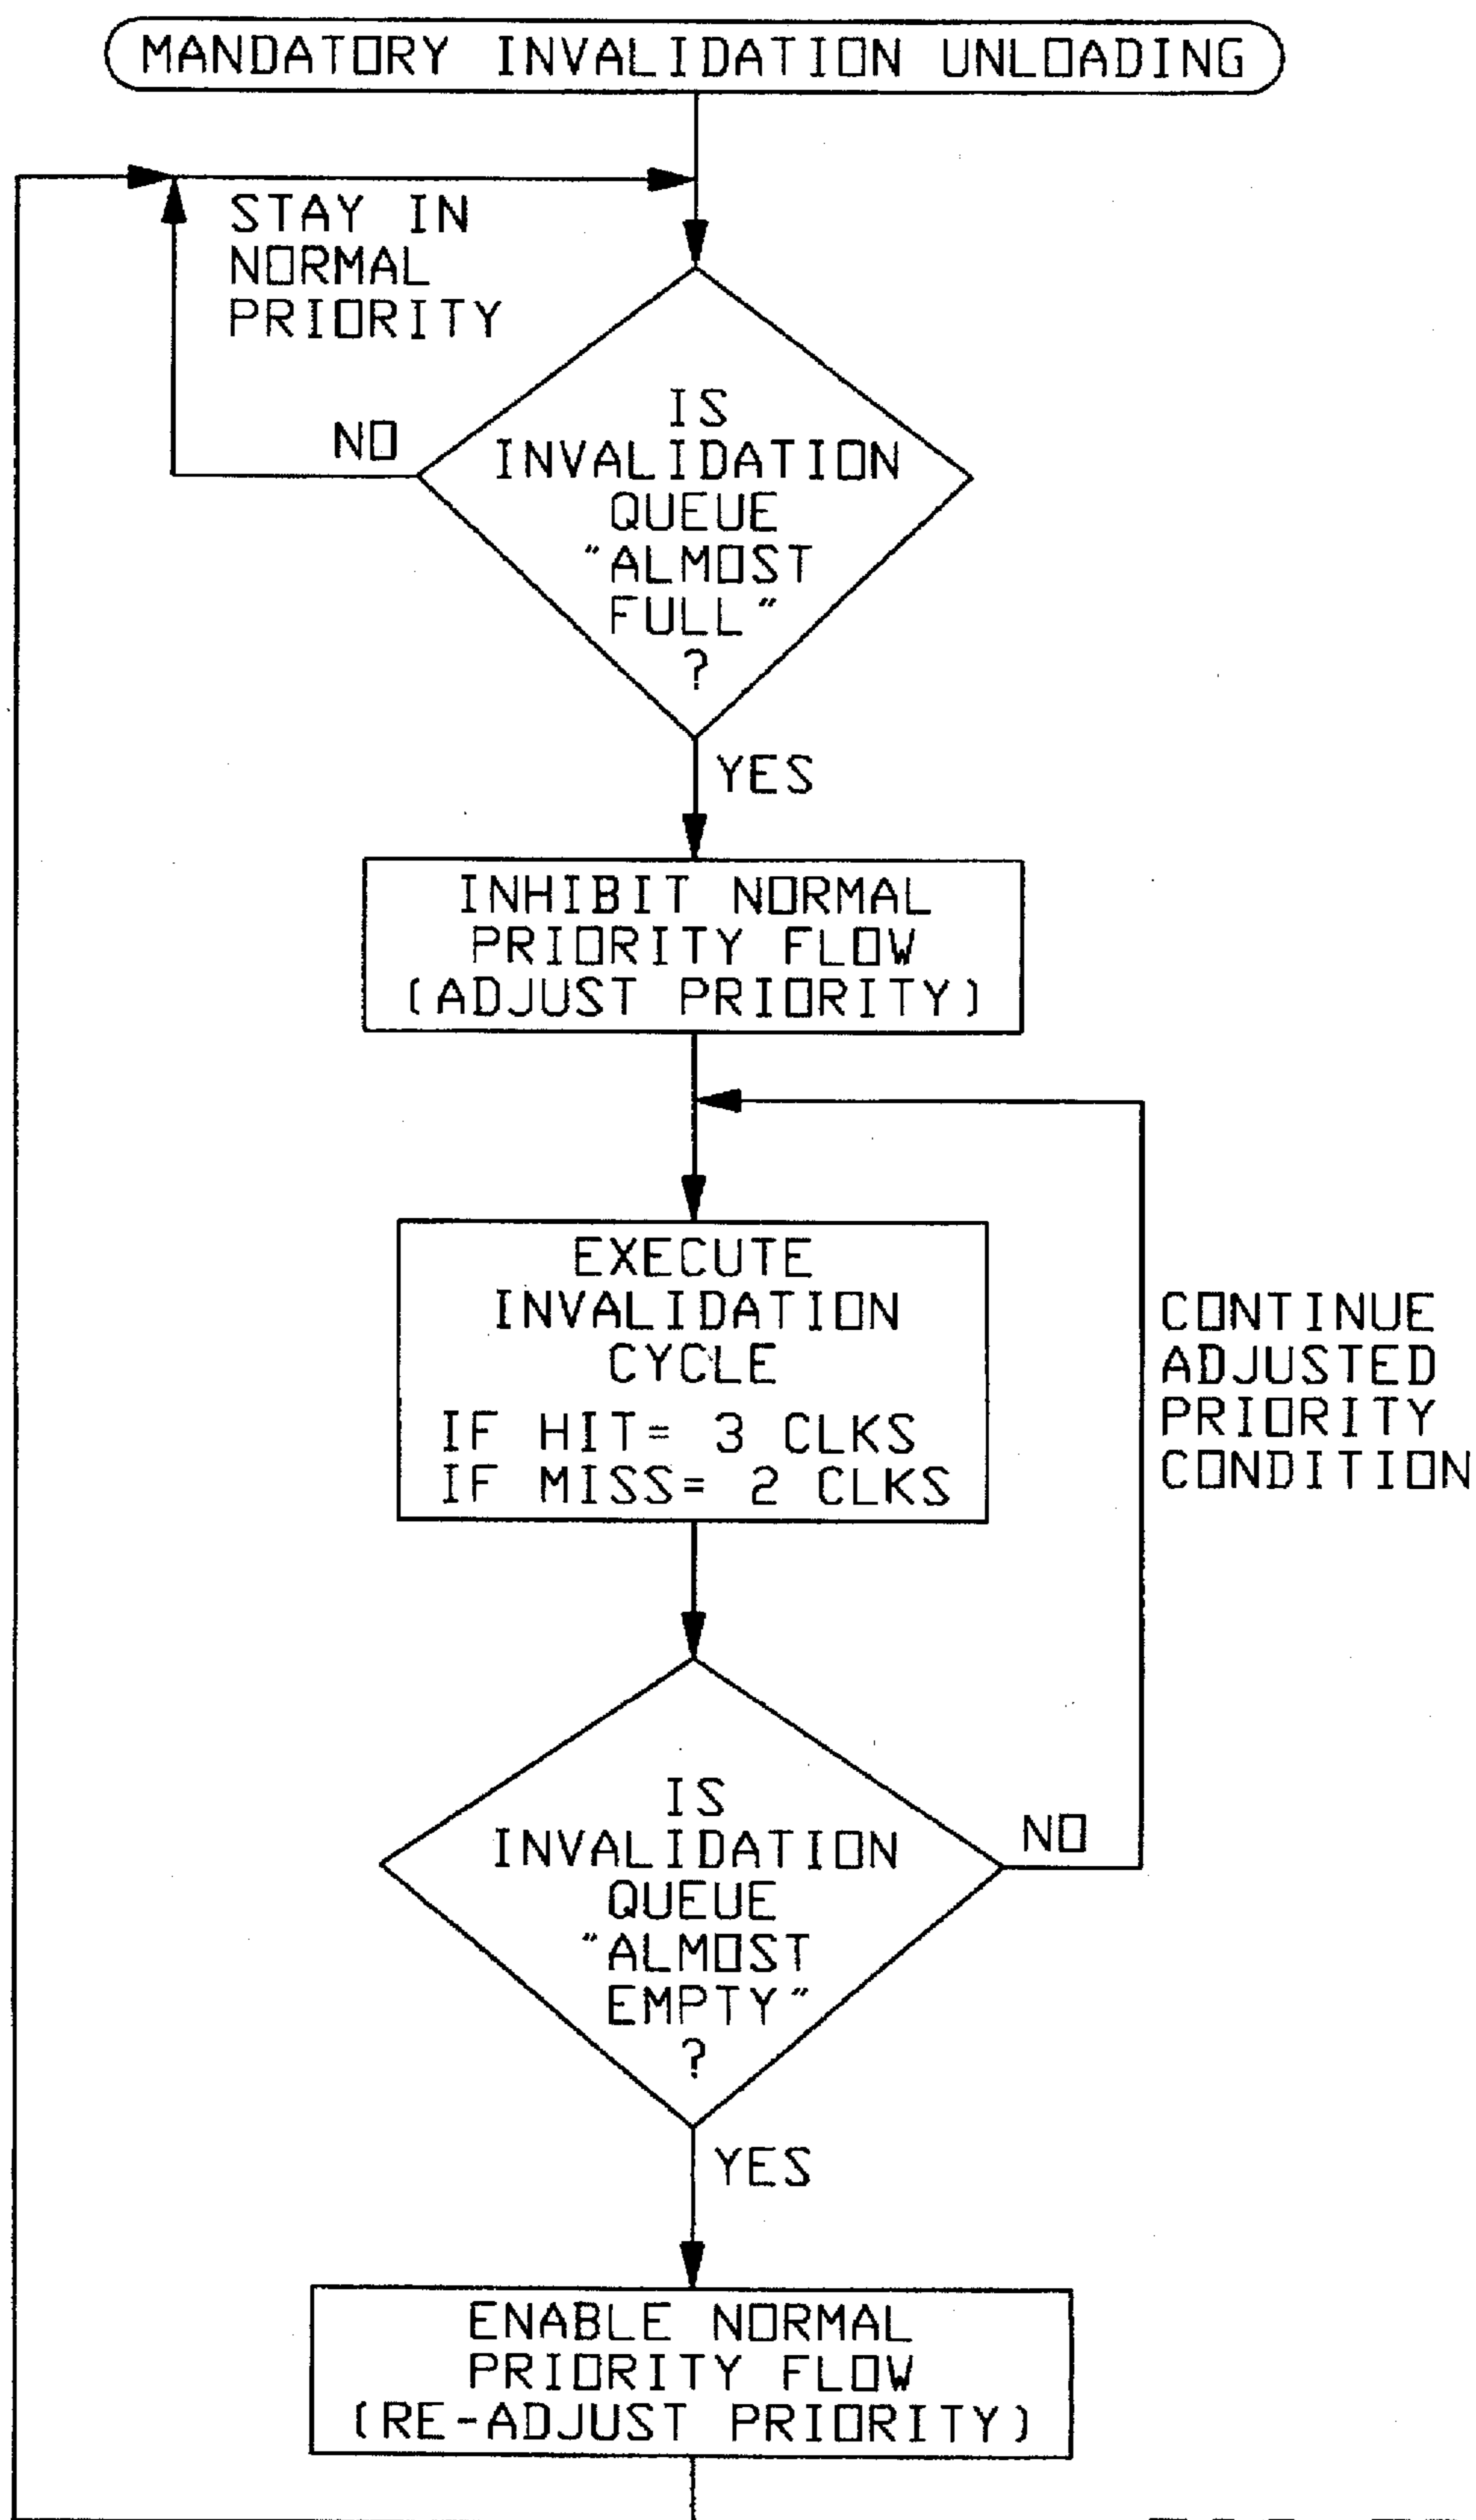 MANDATORY INVALIDATION UNLOADING
STAY IN
NORMAL
PRIORITY
NO
IS
INVALIDATION
QUEUE
"ALMOST
FULL"
?
YES
INHIBIT NORMAL
PRIORITY FLOW
(ADJUST PRIORITY)
EXECUTE
INVALIDATION
CYCLE
IF HIT= 3 CLKS
IF MISS= 2 CLKS
CONTINUE
ADJUSTED
PRIORITY
CONDITION
IS
INVALIDATION
QUEUE
"ALMOST
EMPTY"
?
NO
YES
ENABLE NORMAL
PRIORITY FLOW
(RE-ADJUST PRIORITY)